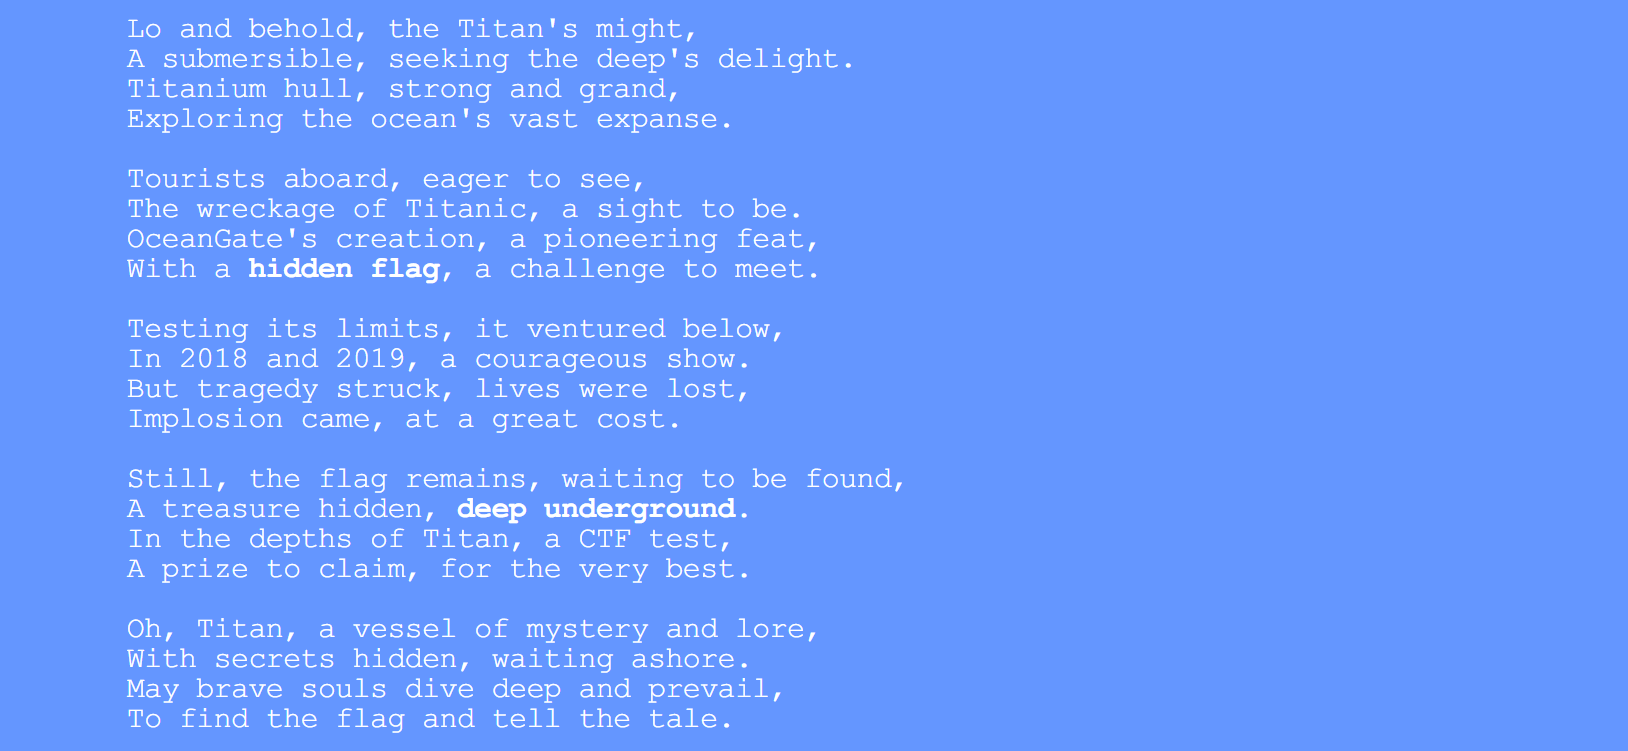 Lo and behold, the Titan's might,
A submersible, seeking the deep's delight.
Titanium hull, strong and grand,
Exploring the ocean's vast expanse.

Tourists aboard, eager to see,
The wreckage of Titanic, a sight to be.
OceanGate's creation, a pioneering feat,
With a hidden flag, a challenge to meet.

Testing its limits, it ventured below,
In 2018 and 2019, a courageous show.
But tragedy struck, lives were lost,
Implosion came, at a great cost.

Still, the flag remains, waiting to be found,
A treasure hidden, deep underground.
In the depths of Titan, a CTF test,
A prize to claim, for the very best.

Oh, Titan, a vessel of mystery and lore,
With secrets hidden, waiting ashore.
May brave souls dive deep and prevail,
To find the flag and tell the tale.